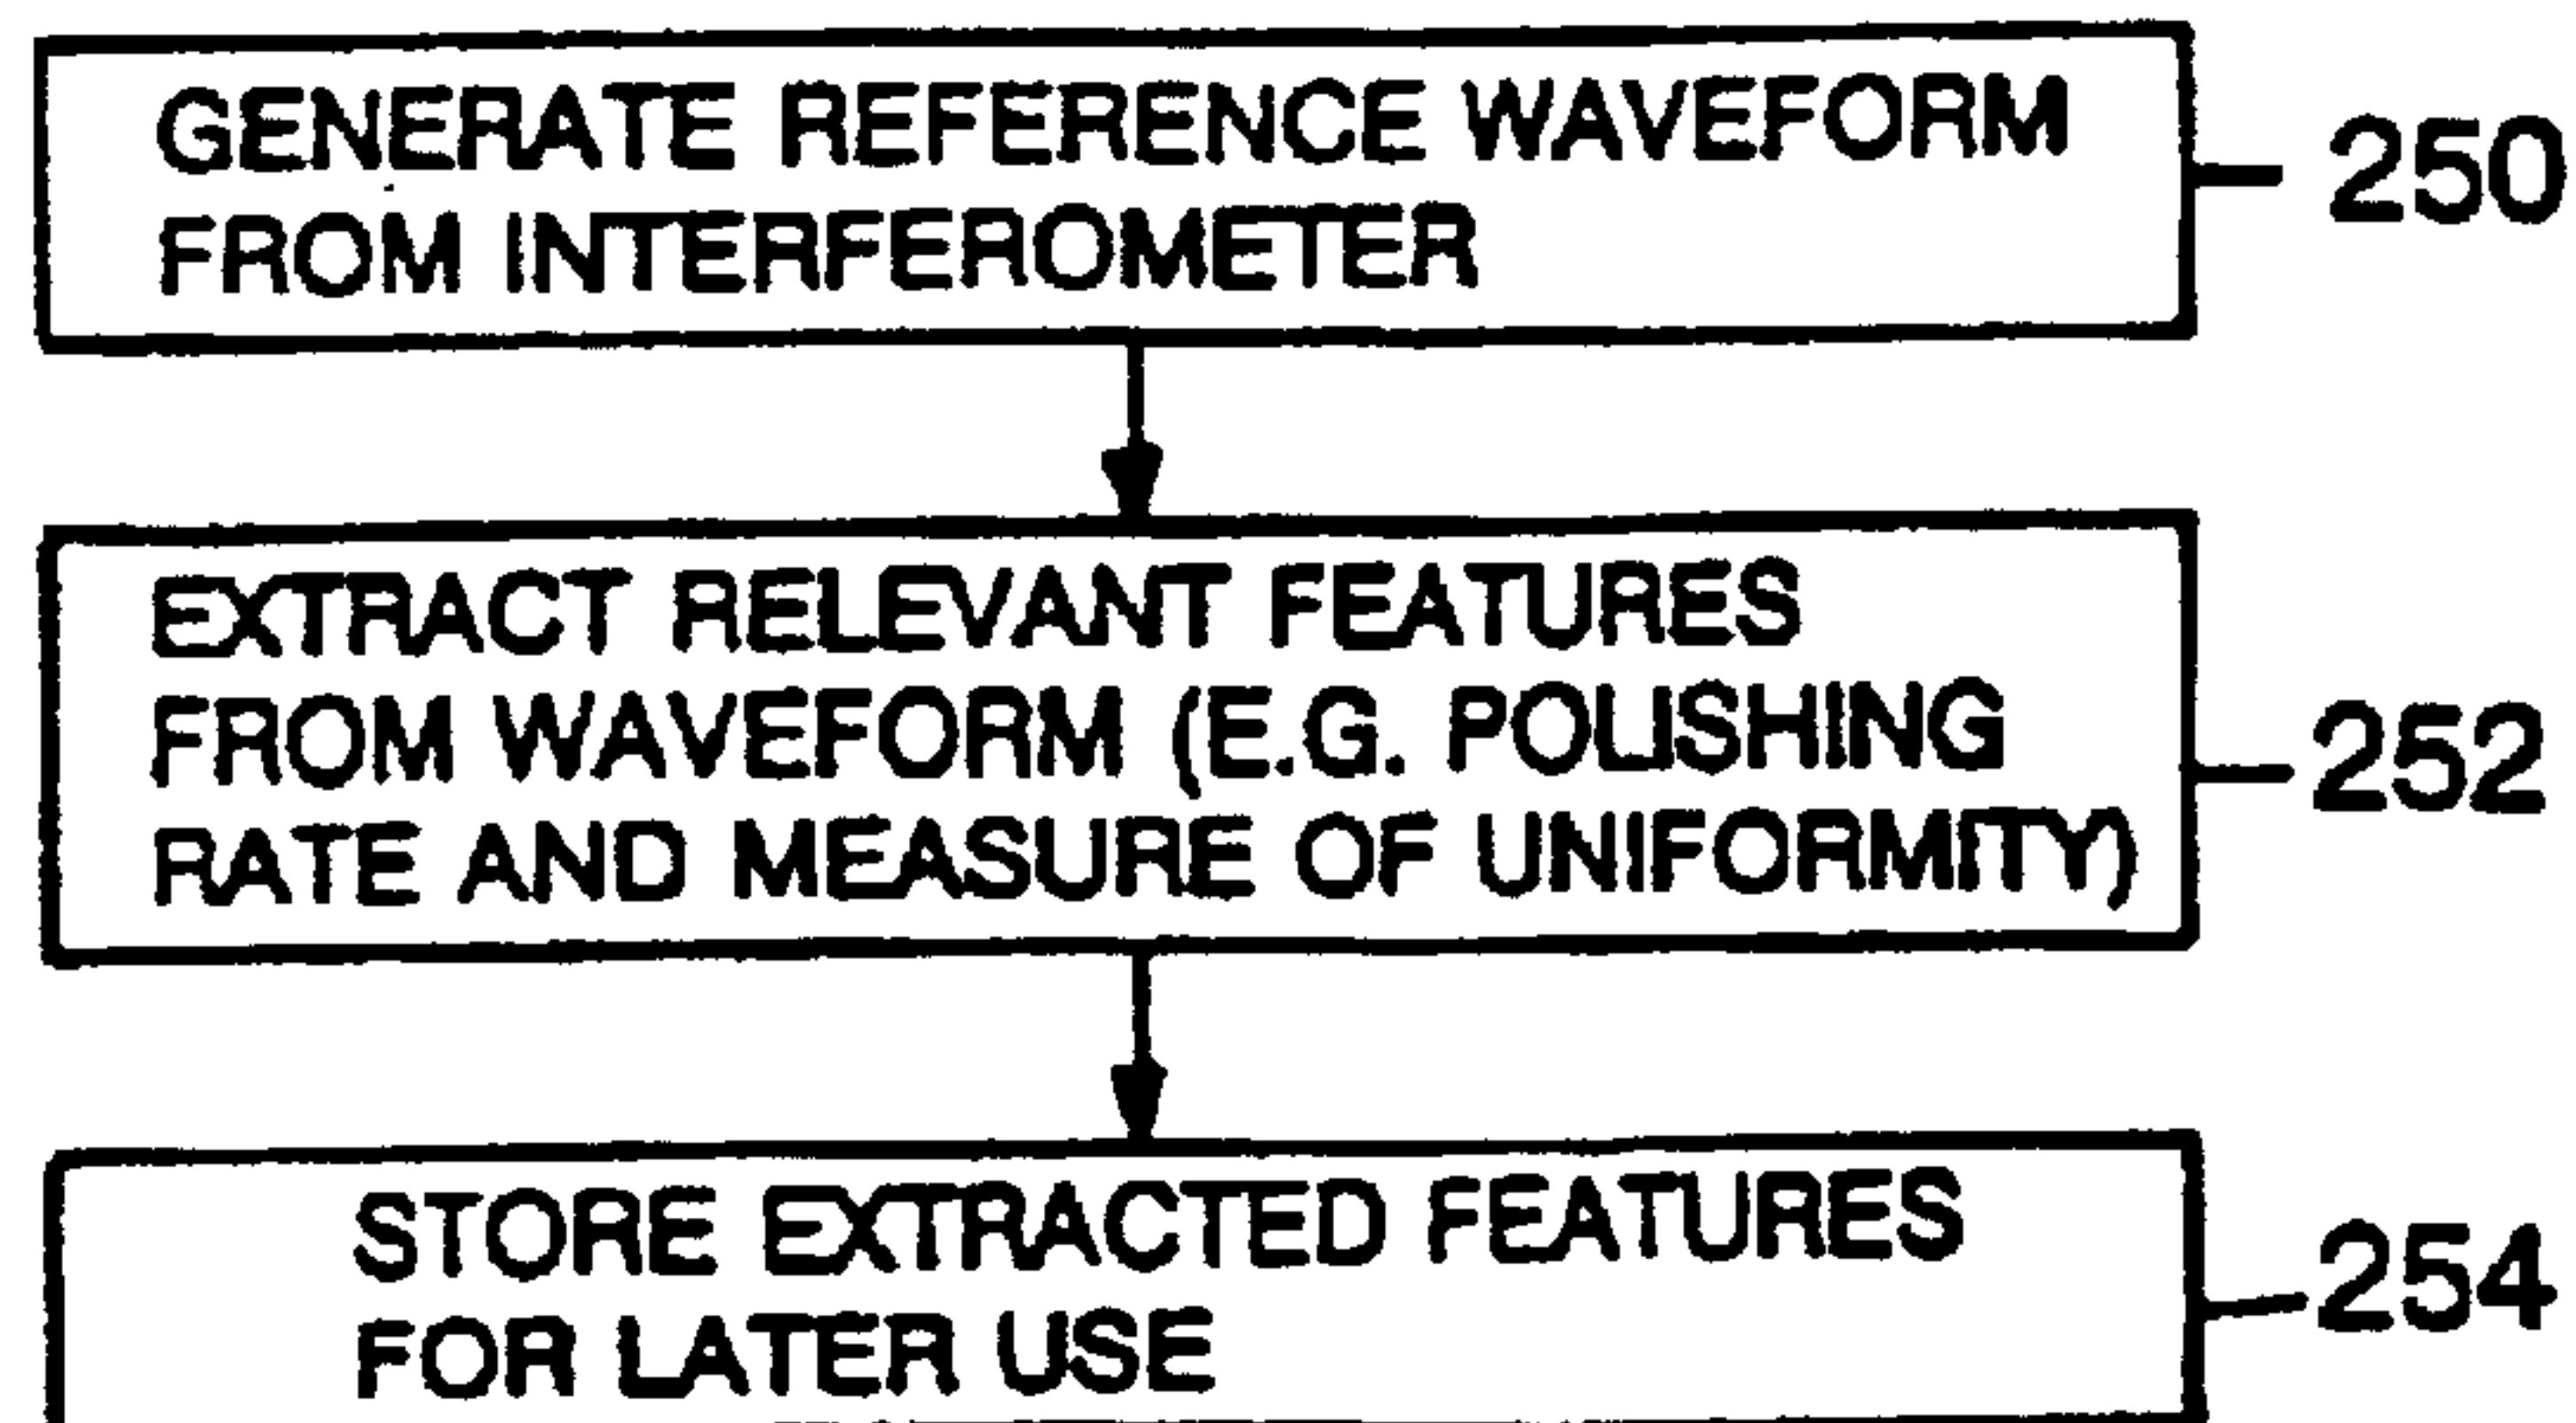 GENERATE REFERENCE WAVEFORM
FROM INTERFEROMETER
250
EXTRACT RELEVANT FEATURES
FROM WAVEFORM (E.G. POLISHING
RATE AND MEASURE OF UNIFORMITY)
252
STORE EXTRACTED FEATURES
FOR LATER USE
254